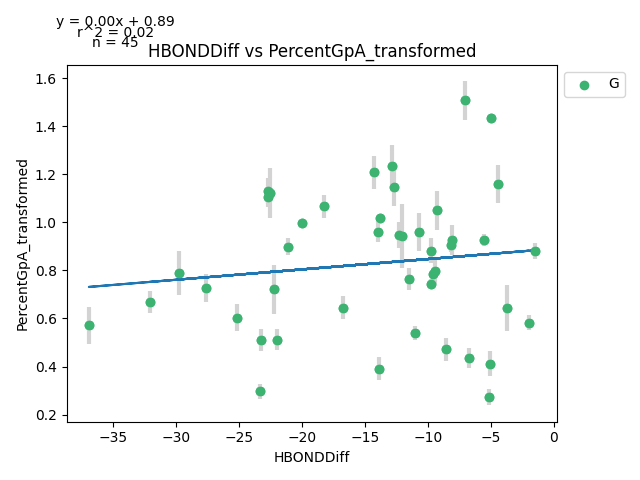 y = 0.00x + 0.89
r^2 = 0.02
n = 45
HBONDDiff vs PercentGpA_transformed
G
PercentGpA_transformed
1.6
1.4
1.2
1.0
0.8
0.6
0.4
0.2
−35
−30
−25
−20
−15
−10
−5
0
HBONDDiff